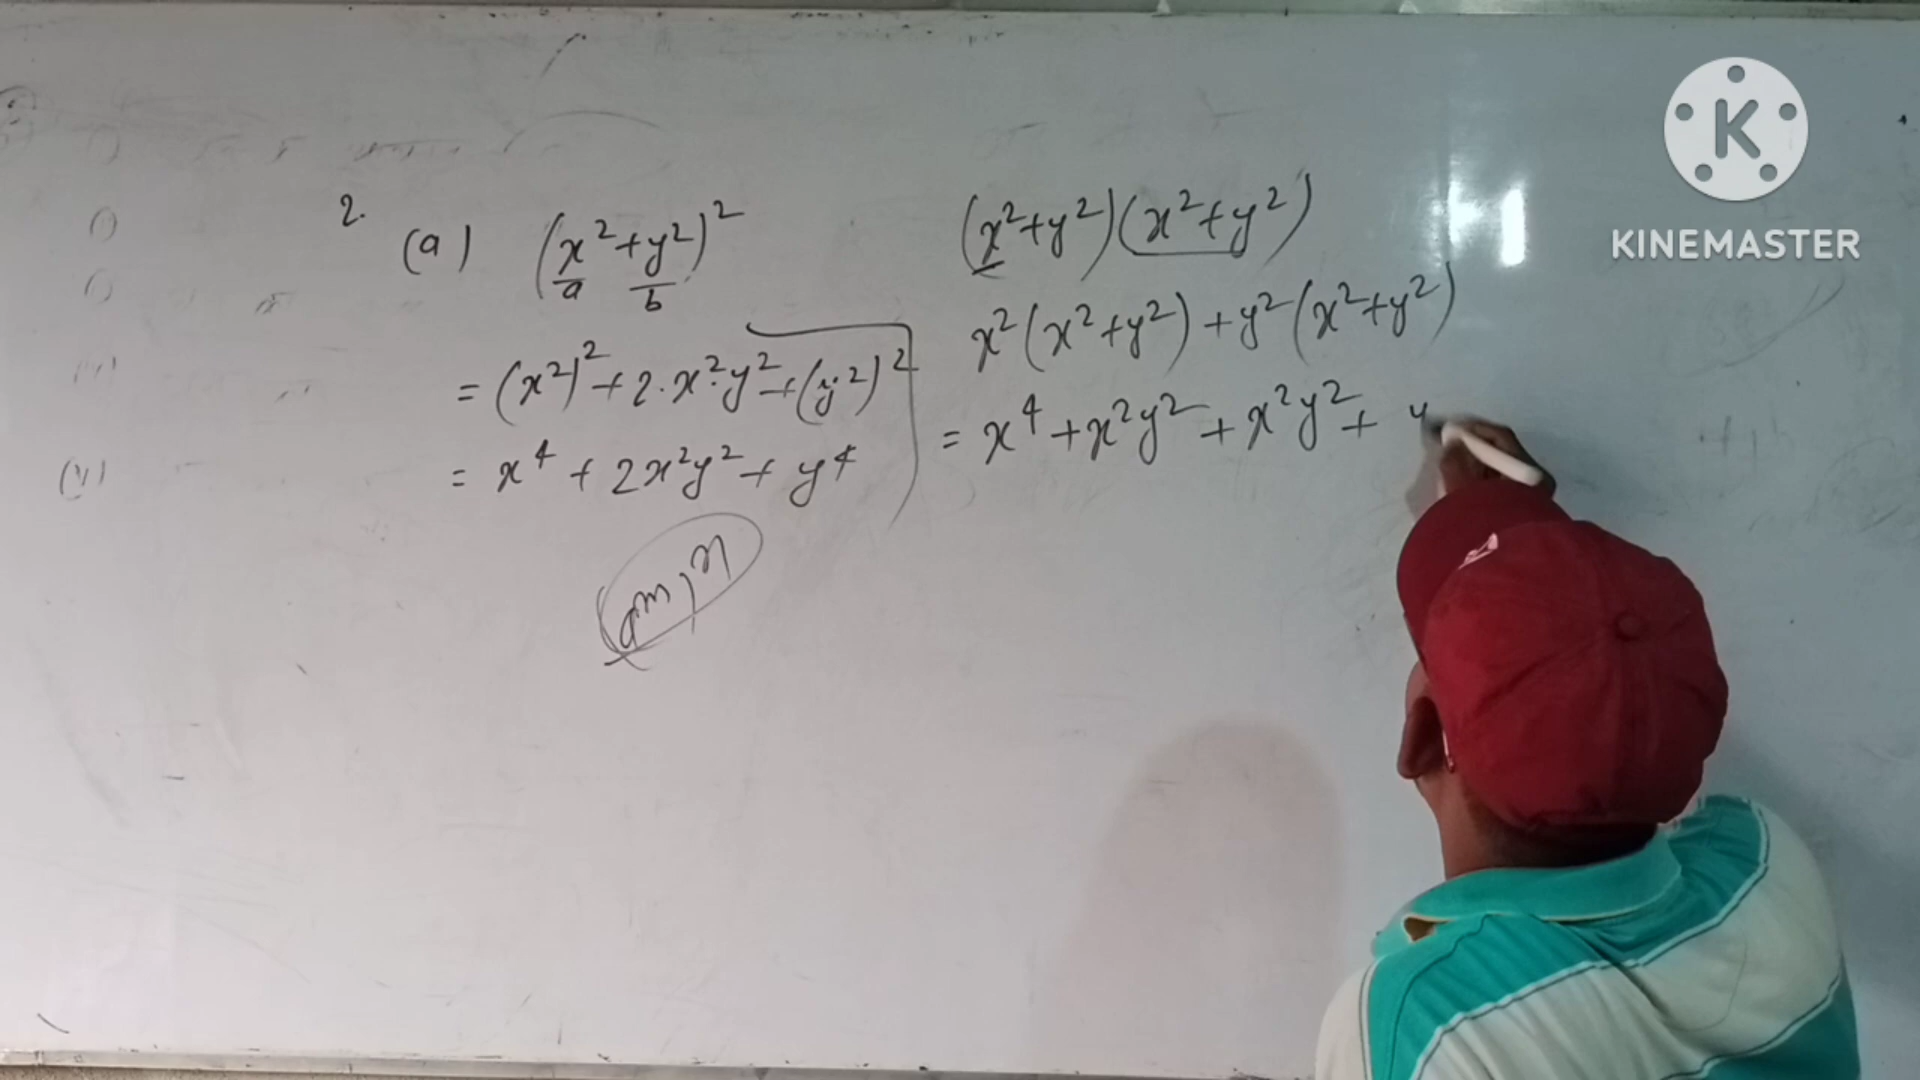 2. (a) (x²+y²)²
a b
= (x²)²+2.x².y²+(y²)²
= x⁴+2x²y²+y⁴
(x²+y²)(x²+y²)
x²(x²+y²)+y²(x²+y²)
= x⁴+x²y²+x²y²+ y
KINEMASTER